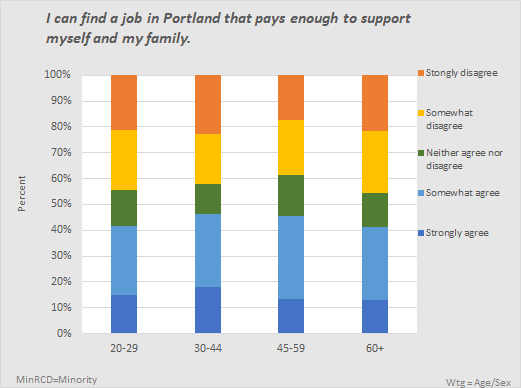 I can find a job in Portland that pays enough to support
myself and my family.
100%
90%
80%
70%
60%
50%
40%
30%
20%
10%
0%
Percent
20-29
30-44
45-59
60+
Stongly disagree
Somewhat
disagree
Neither agree nor
disagree
Somewhat agree
Strongly agree
MinRCD=Minority
Wtg = Age/Sex